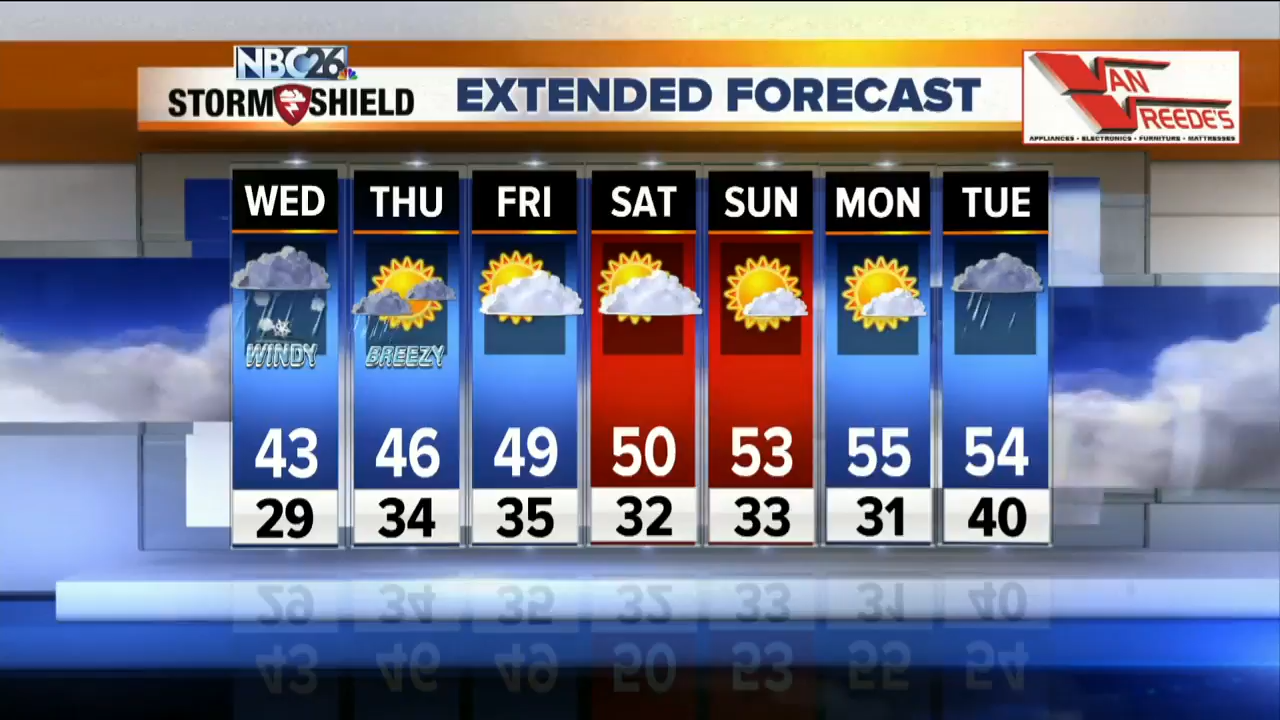 NBC26
STORM SHIELD
EXTENDED FORECAST
VAN VREEDE'S
APPLIANCES • ELECTRONICS • FURNITURE • MATTRESSES
WED THU FRI SAT SUN MON TUE
WINDY BREEZY
43 46 49 50 53 55 54
29 34 35 32 33 31 40